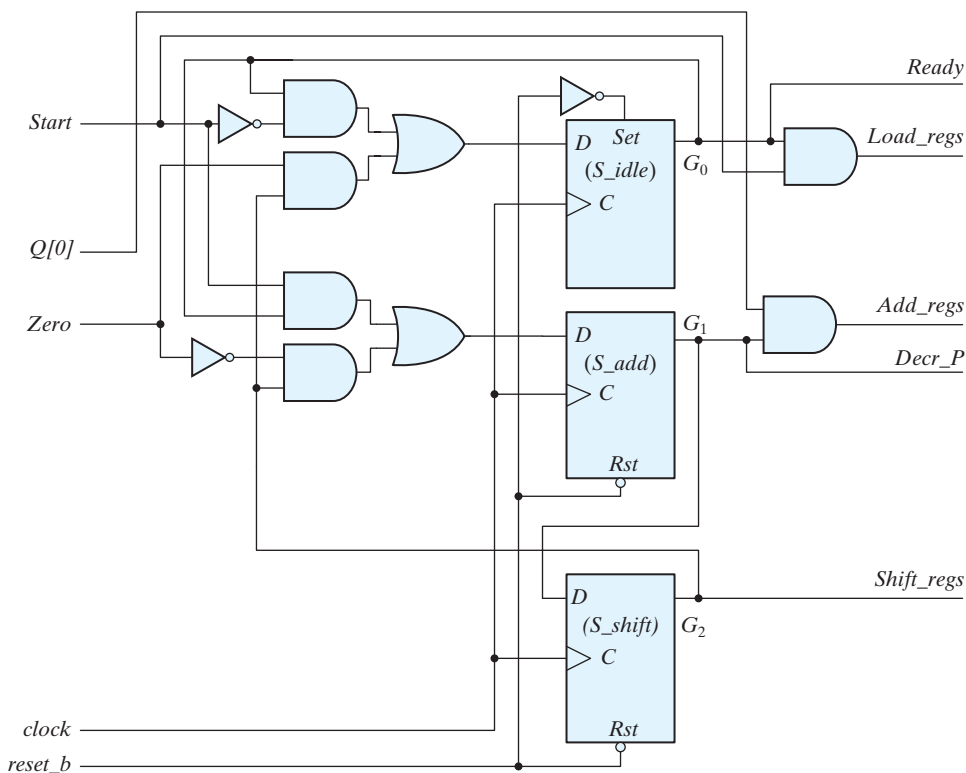 Ready
Start
Load_regs
D
Set
(S_idle)
G0
C
Q[0]
Zero
Add_regs
G1
D
(S_add)
C
Decr_P
Rst
Shift_regs
D
(S_shift)
G2
C
clock
Rst
reset_b